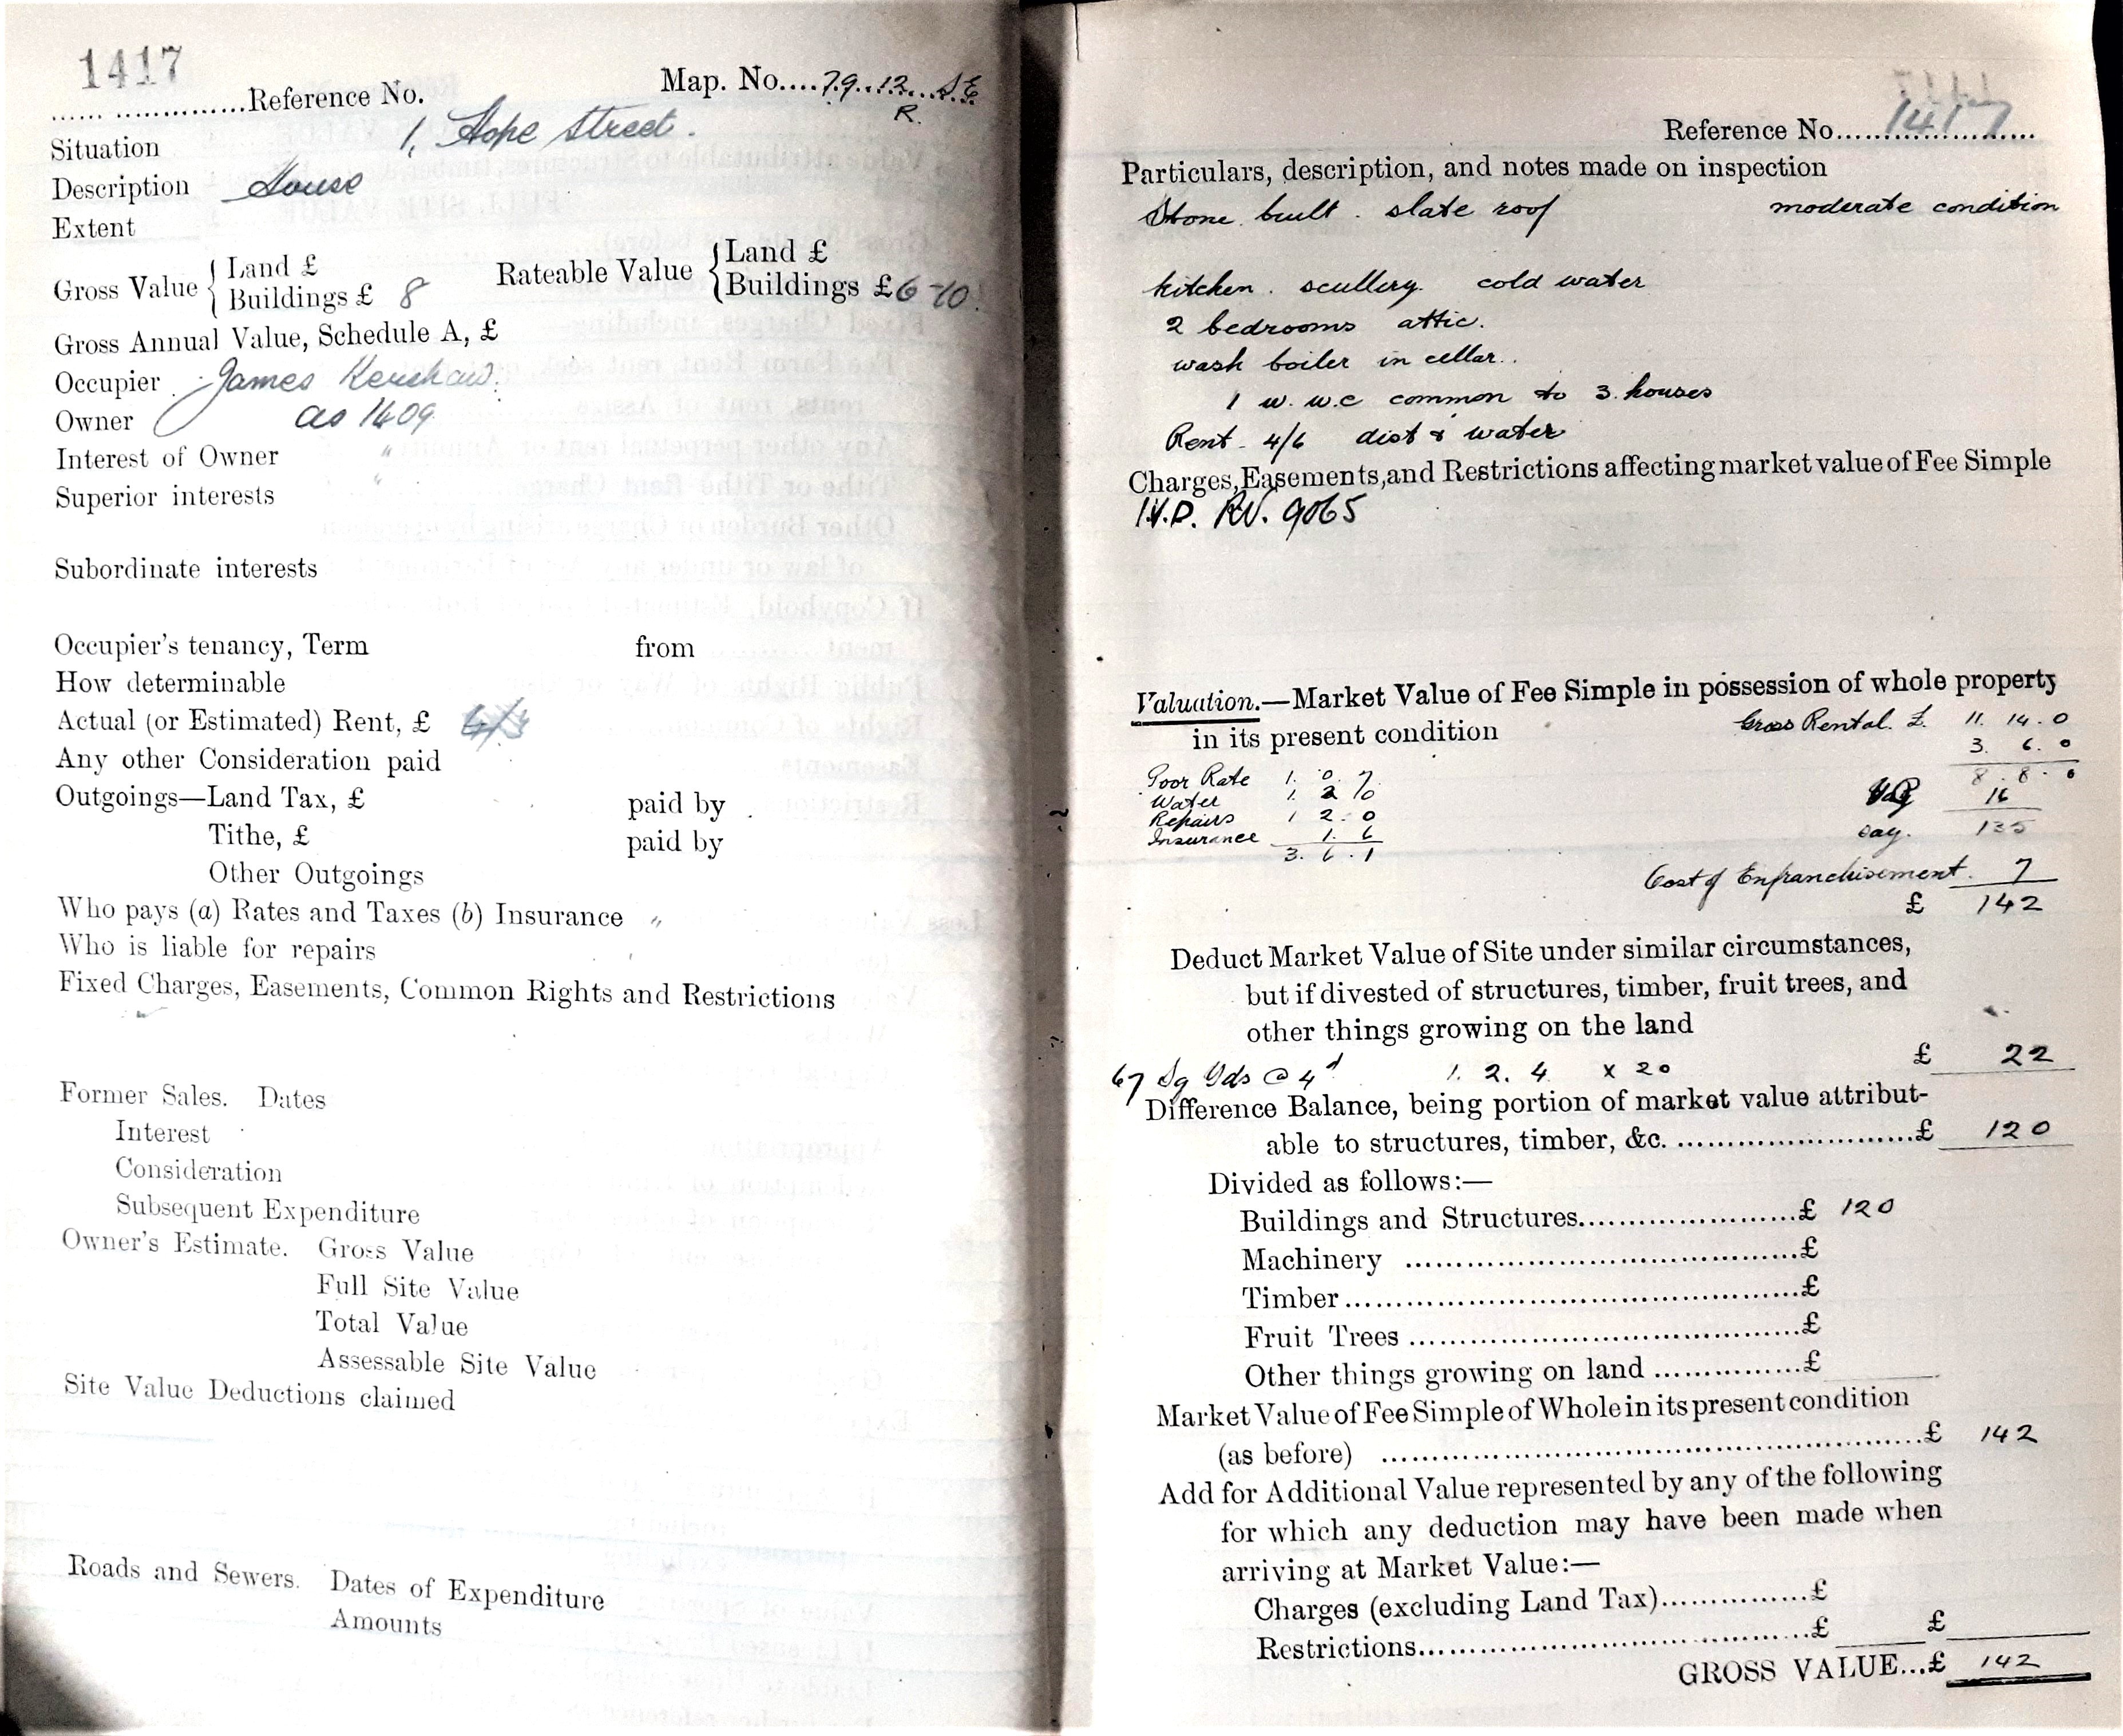 1417
...... .............Reference No.
Map. No....79..12...S.E
R.
Situation 1, Hope Street.
Description House
Extent
Gross Value { Land £
Buildings £ 8
Rateable Value { Land £
Buildings £6-10.
Gross Annual Value, Schedule A, £
Occupier James Kershaw.
Owner as 1409
Interest of Owner "
Superior interests "
Subordinate interests
Occupier's tenancy, Term from
How determinable
Actual (or Estimated) Rent, £
Any other Consideration paid
Outgoings—Land Tax, £ paid by
Tithe, £ paid by
Other Outgoings
Who pays (a) Rates and Taxes (b) Insurance "
Who is liable for repairs
Fixed Charges, Easements, Common Rights and Restrictions
Former Sales. Dates
Interest
Consideration
Subsequent Expenditure
Owner's Estimate. Gross Value
Full Site Value
Total Value
Assessable Site Value
Site Value Deductions claimed
Roads and Sewers. Dates of Expenditure
Amounts
Reference No....1417....
Particulars, description, and notes made on inspection
Stone built. slate roof moderate condition
kitchen. scullery. cold water
2 bedrooms attic.
wash boiler in cellar..
1 w.w.c common to 3 houses
Rent - 4/6 dist & water
Charges, Easements, and Restrictions affecting market value of Fee Simple
I.V.D. RV. 9065
Valuation.—Market Value of Fee Simple in possession of whole property
in its present condition
Gross Rental. £ 11. 14. 0
3. 6. 0
8. 8. 0
16
say. 135
Poor Rate 1. 0. 7
Water 1. 2. 0
Repairs 1 2. 0
Insurance 1. 6
3. 6. 1
Cost of Enfranchisement. 7
£ 142
Deduct Market Value of Site under similar circumstances,
but if divested of structures, timber, fruit trees, and
other things growing on the land
67 Sq Yds @ 4d 1. 2. 4 x 20 £ 22
Difference Balance, being portion of market value attribut-
able to structures, timber, &c. ........................£ 120
Divided as follows:—
Buildings and Structures......................£ 120
Machinery .......................................£
Timber.............................................£
Fruit Trees .......................................£
Other things growing on land ...............£
Market Value of Fee Simple of Whole in its present condition
(as before) ......................................................£ 142
Add for Additional Value represented by any of the following
for which any deduction may have been made when
arriving at Market Value:—
Charges (excluding Land Tax)...............£
Restrictions.......................................£ £
GROSS VALUE...£ 142